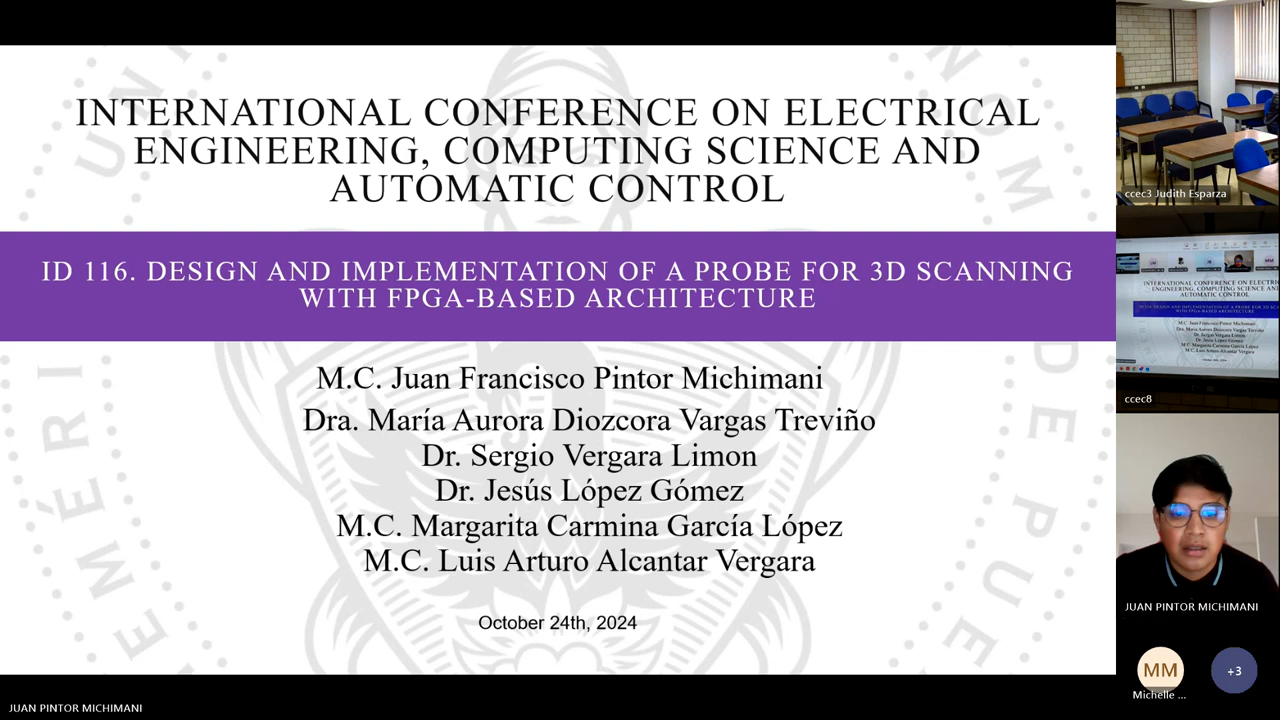 INTERNATIONAL CONFERENCE ON ELECTRICAL
ENGINEERING, COMPUTING SCIENCE AND
AUTOMATIC CONTROL
ID 116. DESIGN AND IMPLEMENTATION OF A PROBE FOR 3D SCANNING
WITH FPGA-BASED ARCHITECTURE
M.C. Juan Francisco Pintor Michimani
Dra. María Aurora Diozcora Vargas Treviño
Dr. Sergio Vergara Limon
Dr. Jesús López Gómez
M.C. Margarita Carmina García López
M.C. Luis Arturo Alcantar Vergara
October 24th, 2024
JUAN PINTOR MICHIMANI
ccec3 Judith Esparza
ccec8
JUAN PINTOR MICHIMANI
MM
Michelle ...
+3